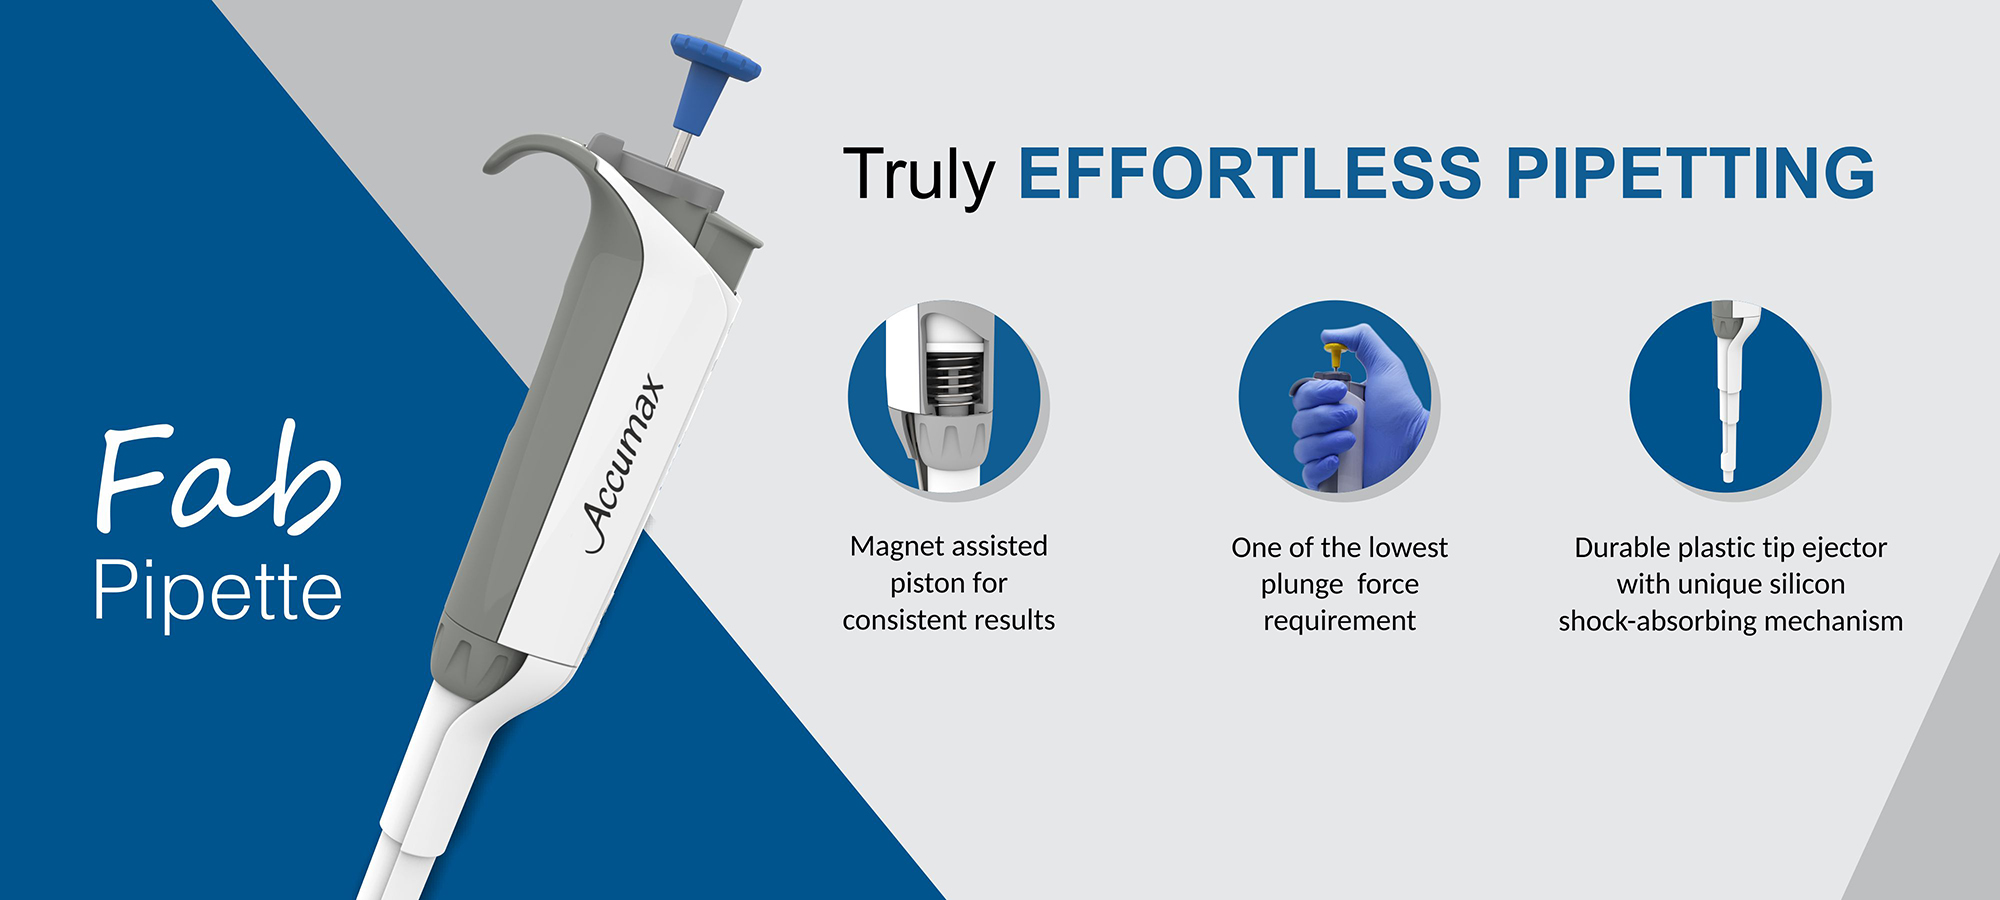 Truly EFFORTLESS PIPETTING
Fab
Pipette
Accumax
Magnet assisted
piston for
consistent results
One of the lowest
plunge force
requirement
Durable plastic tip ejector
with unique silicon
shock-absorbing mechanism